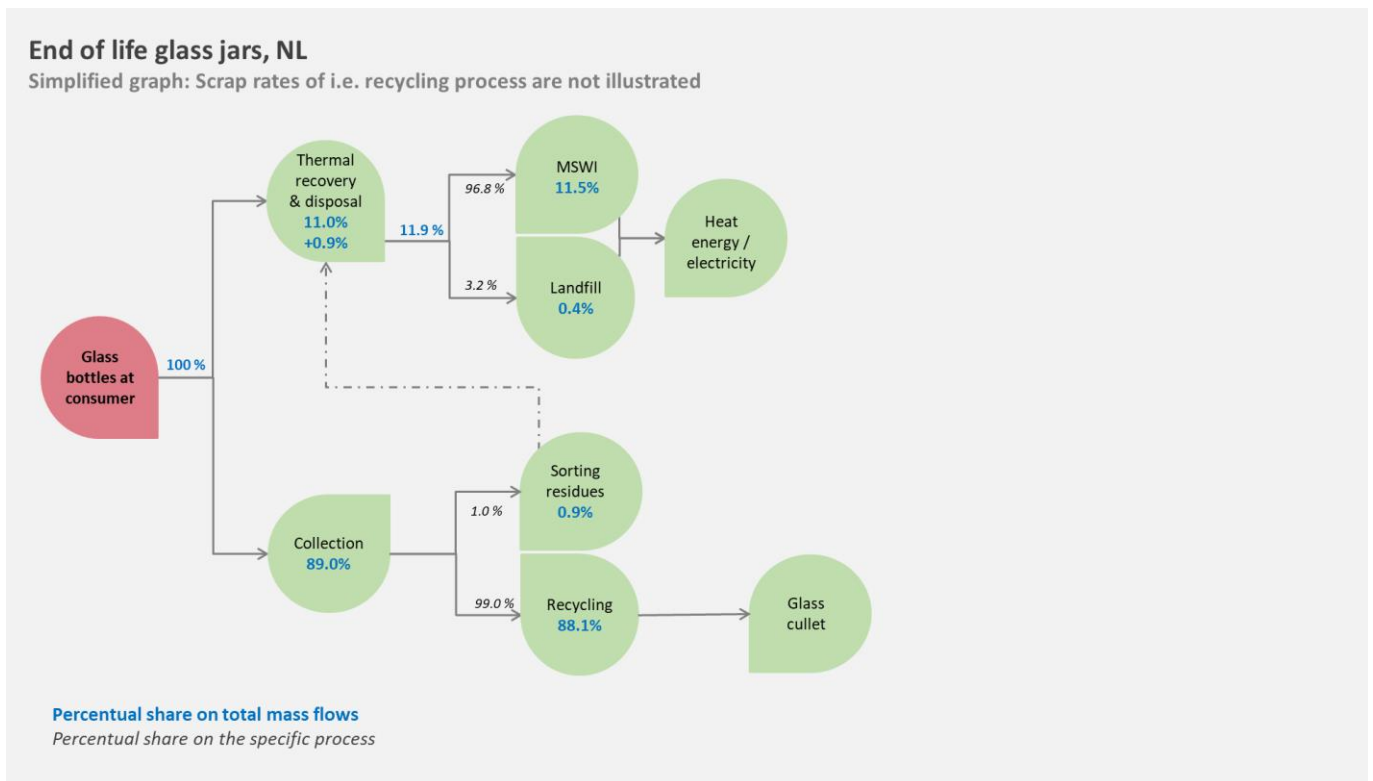 End of life glass jars, NL
Simplified graph: Scrap rates of i.e. recycling process are not illustrated
Thermal
recovery
& disposal
11.0%
+0.9%
11.9 %
96.8 %
3.2 %
MSWI
11.5%
Landfill
0.4%
Heat
energy /
electricity
Glass
bottles at
consumer
100 %
Collection
89.0%
1.0 %
99.0 %
Sorting
residues
0.9%
Recycling
88.1%
Glass
cullet
Percentual share on total mass flows
Percentual share on the specific process